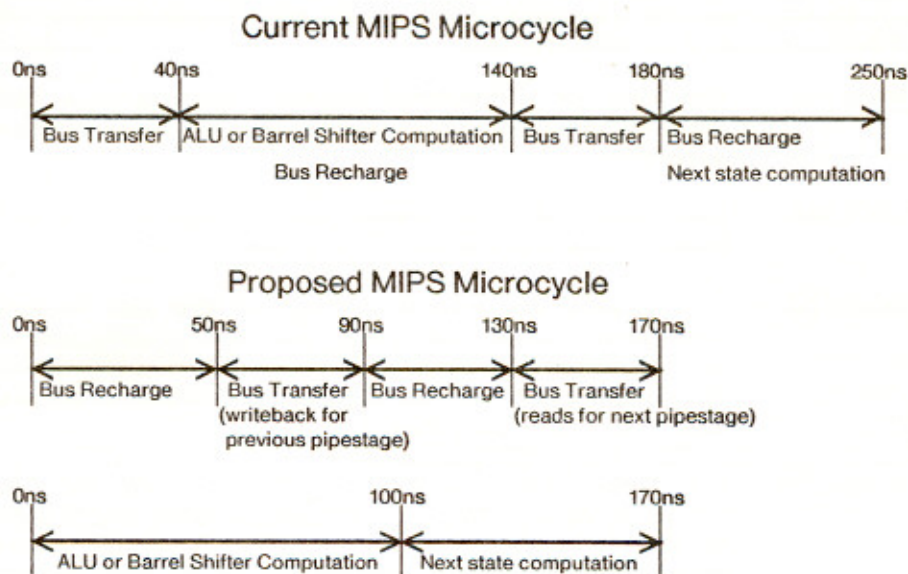 Current MIPS Microcycle
0ns 40ns 140ns 180ns 250ns
Bus Transfer ALU or Barrel Shifter Computation Bus Transfer Bus Recharge
Bus Recharge Next state computation
Proposed MIPS Microcycle
0ns 50ns 90ns 130ns 170ns
Bus Recharge Bus Transfer Bus Recharge Bus Transfer
(writeback for (reads for next pipestage)
previous pipestage)
0ns 100ns 170ns
ALU or Barrel Shifter Computation Next state computation